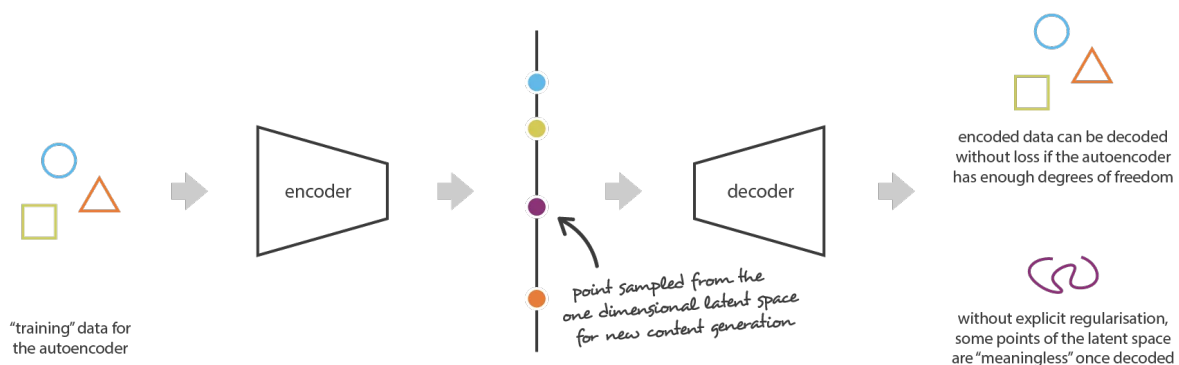 "training" data for
the autoencoder
encoder
point sampled from the
one dimensional latent space
for new content generation
decoder
encoded data can be decoded
without loss if the autoencoder
has enough degrees of freedom
without explicit regularisation,
some points of the latent space
are "meaningless" once decoded